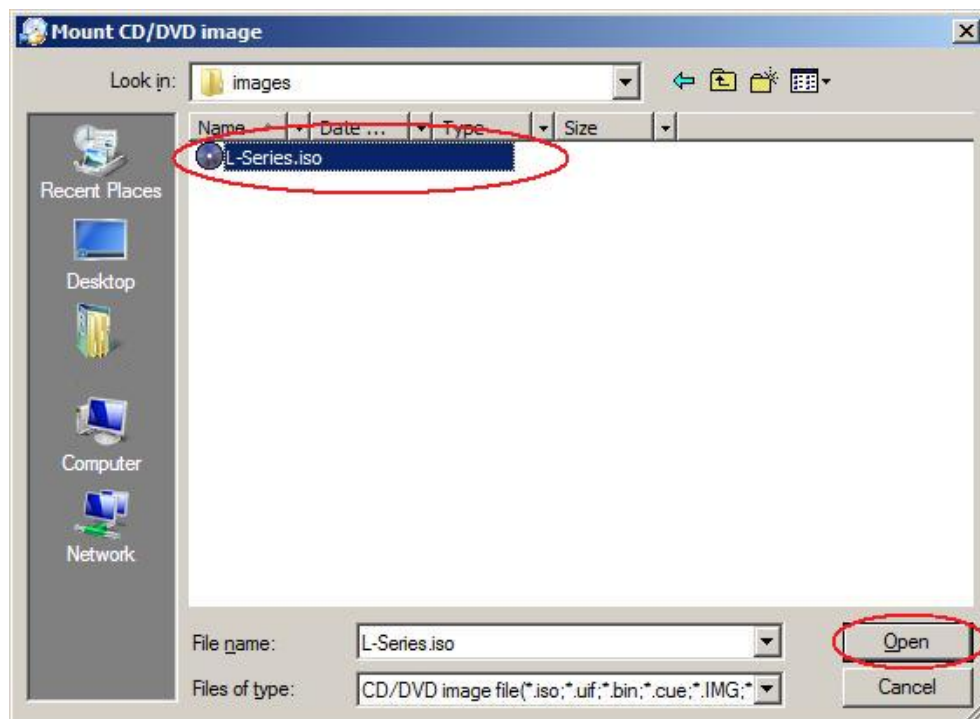 Mount CD/DVD image
Look in: images
Name Date ... Type Size
L-Series.iso
Recent Places
Desktop
Computer
Network
File name: L-Series.iso
Open
Files of type: CD/DVD image file(*.iso;*.uif;*.bin;*.cue;*.IMG;*
Cancel